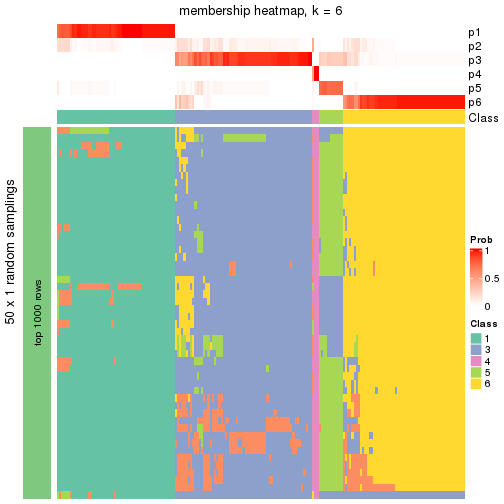 membership heatmap, k = 6
p1
p2
p3
p4
p5
p6
Class
50 x 1 random samplings
top 1000 rows
Prob
1
0.5
0
Class
1
3
4
5
6